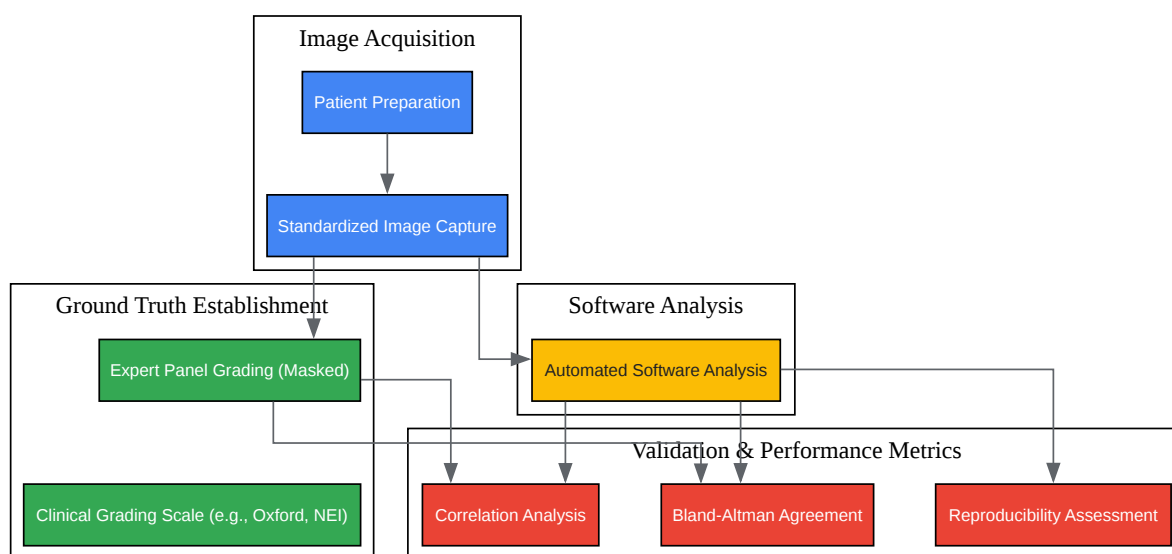 Image Acquisition
Patient Preparation
Standardized Image Capture
Ground Truth Establishment
Software Analysis
Expert Panel Grading (Masked)
Automated Software Analysis
Validation & Performance Metrics
Clinical Grading Scale (e.g., Oxford, NEI)
Correlation Analysis
Bland-Altman Agreement
Reproducibility Assessment